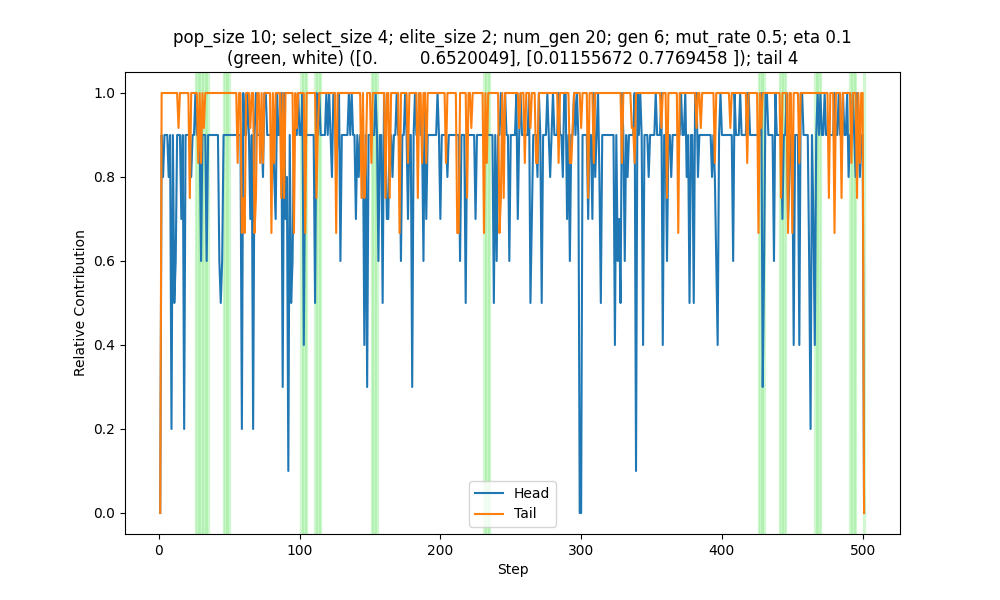 pop_size 10; select_size 4; elite_size 2; num_gen 20; gen 6; mut_rate 0.5; eta 0.1
(green, white) ([0. 0.6520049], [0.01155672 0.7769458 ]); tail 4
1.0
0.8
0.6
0.4
0.2
0.0
Relative Contribution
Head
Tail
0 100 200 300 400 500
Step